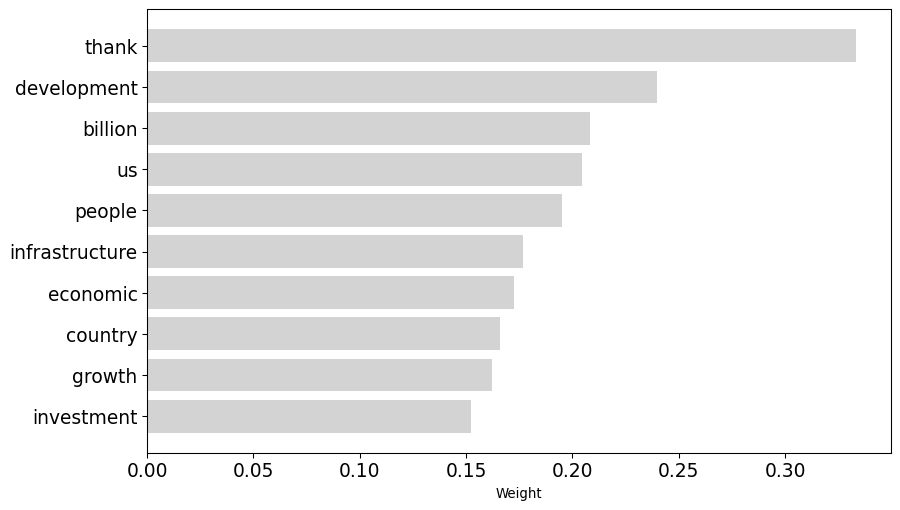 thank
development
billion
us
people
infrastructure
economic
country
growth
investment
0.00 0.05 0.10 0.15 0.20 0.25 0.30
Weight